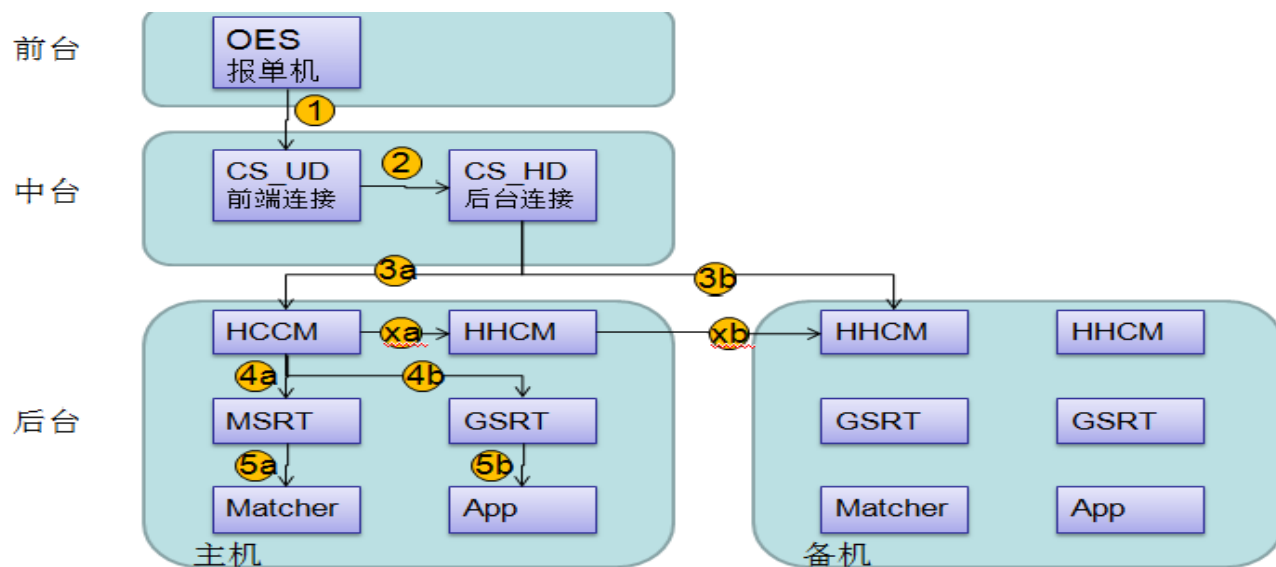 前台
OES
报单机
1
中台
CS_UD
前端连接
2
CS_HD
后台连接
3a
3b
后台
HCCM
xa
HHCM
xb
HHCM
HHCM
4a
4b
MSRT
GSRT
GSRT
GSRT
5a
5b
Matcher
App
Matcher
App
主机
备机